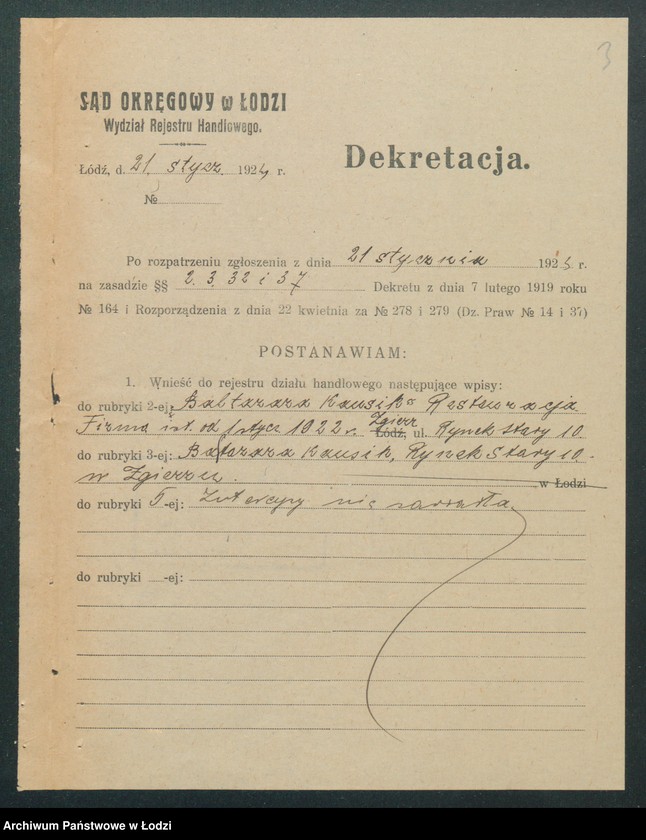 3
SĄD OKRĘGOWY w ŁODZI
Wydział Rejestru Handlowego.
Dekretacja.
Łódź, d. 21. stycz. 1924 r.
№
Po rozpatrzeniu zgłoszenia z dnia 21 stycznia 192 r.
na zasadzie §§ 2. 3. 32 i 37 Dekretu z dnia 7 lutego 1919 roku
№ 164 i Rozporządzenia z dnia 22 kwietnia za № 278 i 279 (Dz. Praw № 14 i 37)
POSTANAWIAM:
1. Wnieść do rejestru działu handlowego następujące wpisy:
do rubryki 2-ej: Kausik Restauracja.
Firma ist. od 1 stycz 1922 r. Zgierz Łódź, ul. Rynek Stary 10.
do rubryki 3-ej: Kausik, Rynek Stary 10.
w Zgierzu. w Łodzi
do rubryki 5-ej: Intercyzy nie zawarła.
do rubryki -ej:
Archiwum Państwowe w Łodzi